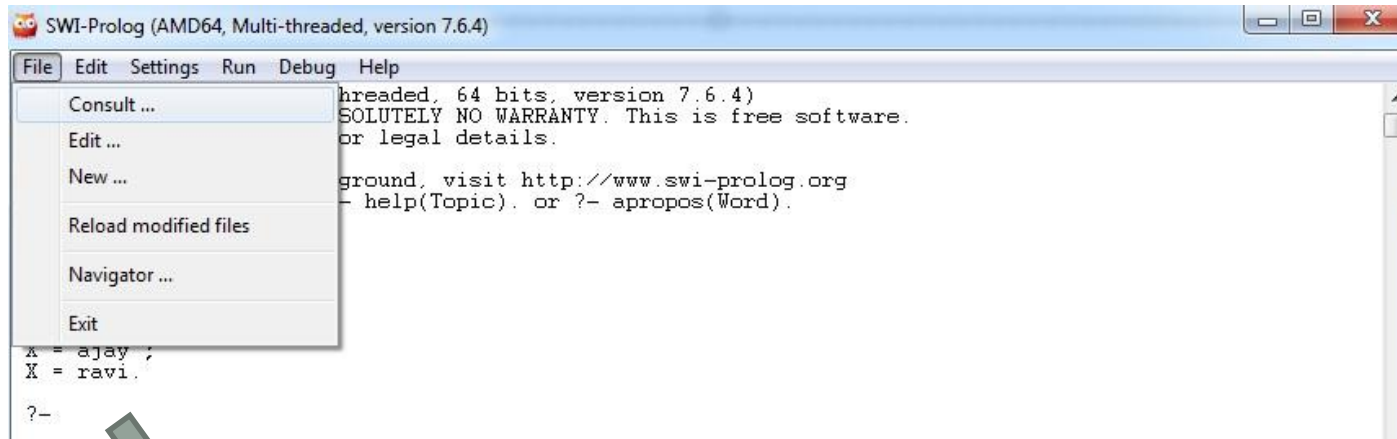 SWI-Prolog (AMD64, Multi-threaded, version 7.6.4)
File Edit Settings Run Debug Help
Consult ...
Edit ...
New ...
Reload modified files
Navigator ...
Exit
hreaded, 64 bits, version 7.6.4)
SOLUTELY NO WARRANTY. This is free software.
or legal details.
ground, visit http://www.swi-prolog.org
- help(Topic). or ?- apropos(Word).
X = ajay ;
X = ravi.
?-